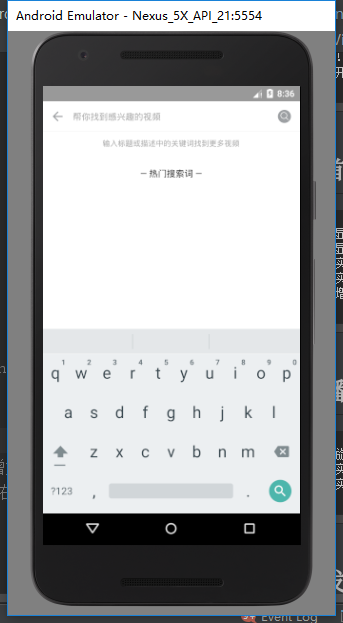 Android Emulator - Nexus_5X_API_21:5554
8:36
帮你找到感兴趣的视频
输入标题或描述中的关键词找到更多视频
– 热门搜索词 –
1 2 3 4 5 6 7 8 9 0
q w e r t y u i o p
a s d f g h j k l
z x c v b n m
?123 , .
Event Log